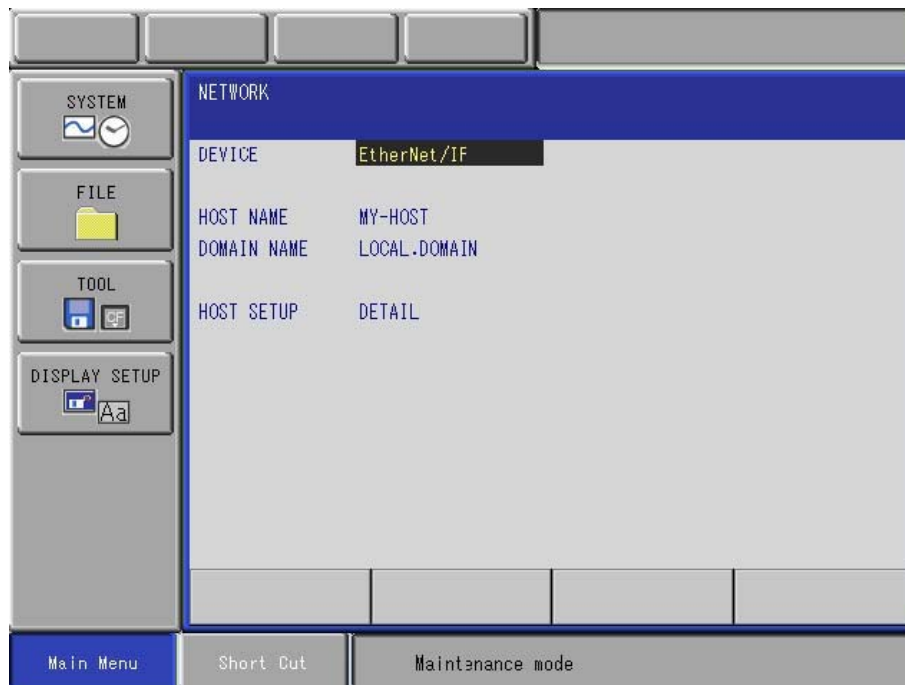 SYSTEM
FILE
TOOL
CF
DISPLAY SETUP
Aa
NETWORK
DEVICE EtherNet/IF
HOST NAME MY-HOST
DOMAIN NAME LOCAL.DOMAIN
HOST SETUP DETAIL
Main Menu Short Cut Maintenance mode